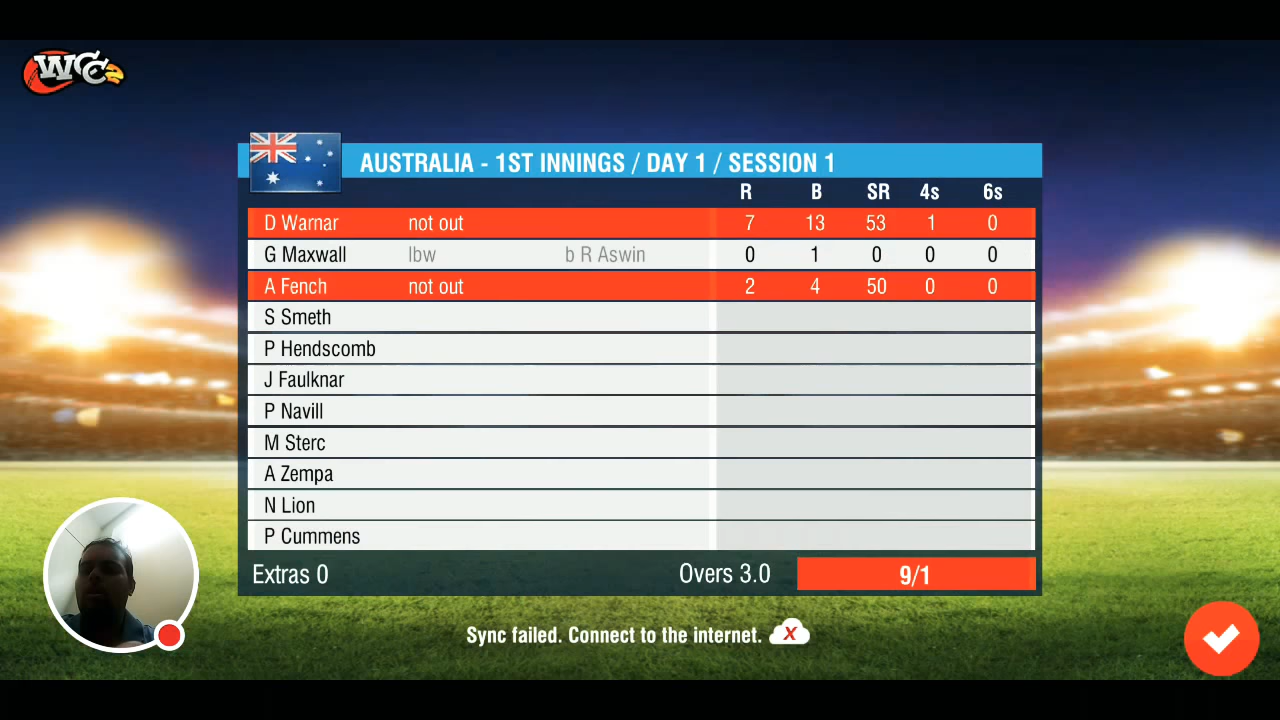 WCC2
AUSTRALIA - 1ST INNINGS / DAY 1 / SESSION 1
R B SR 4s 6s
D Warnar not out 7 13 53 1 0
G Maxwall lbw b R Aswin 0 1 0 0 0
A Fench not out 2 4 50 0 0
S Smeth
P Hendscomb
J Faulknar
P Navill
M Sterc
A Zempa
N Lion
P Cummens
Extras 0 Overs 3.0 9/1
Sync failed. Connect to the internet. X